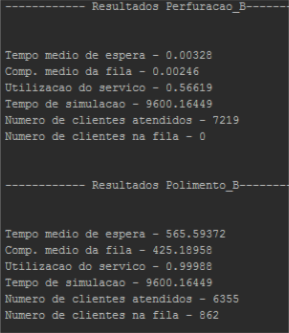 ------------ Resultados Perfuracao_B-------
Tempo medio de espera - 0.00328
Comp. medio da fila - 0.00246
Utilizacao do servico - 0.56619
Tempo de simulacao - 9600.16449
Numero de clientes atendidos - 7219
Numero de clientes na fila - 0
------------ Resultados Polimento_B--------
Tempo medio de espera - 565.59372
Comp. medio da fila - 425.18958
Utilizacao do servico - 0.99988
Tempo de simulacao - 9600.16449
Numero de clientes atendidos - 6355
Numero de clientes na fila - 862